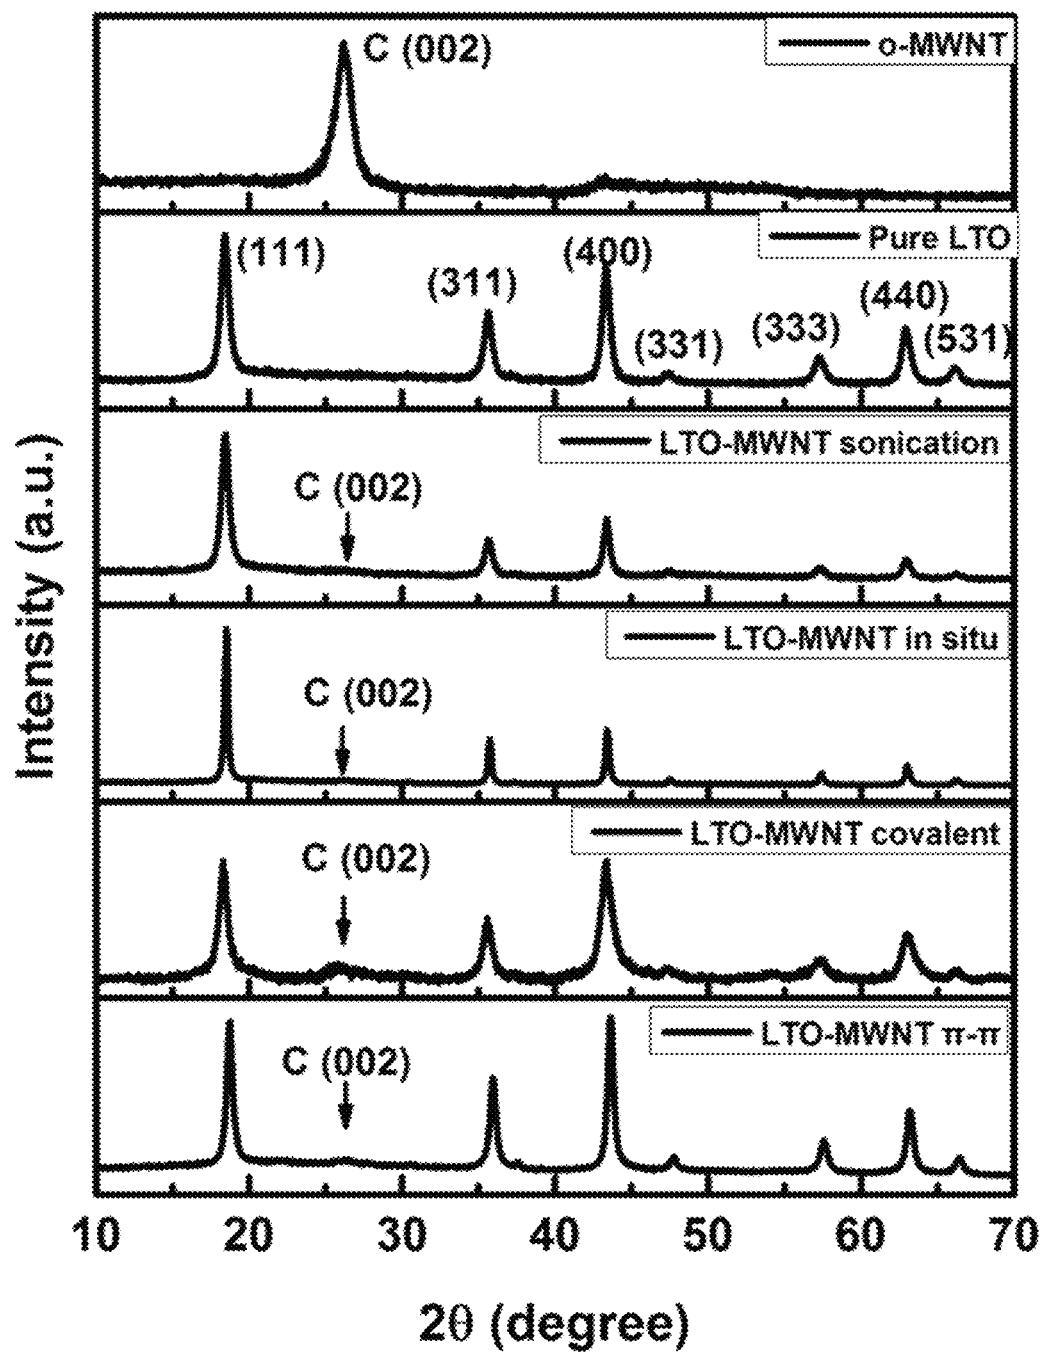 C (002)
o-MWNT
Pure LTO
(111)
(311)
(400)
(331)
(333)
(440)
(531)
LTO-MWNT sonication
C (002)
LTO-MWNT in situ
C (002)
LTO-MWNT covalent
C (002)
LTO-MWNT π-π
C (002)
Intensity (a.u.)
10 20 30 40 50 60 70
2θ (degree)